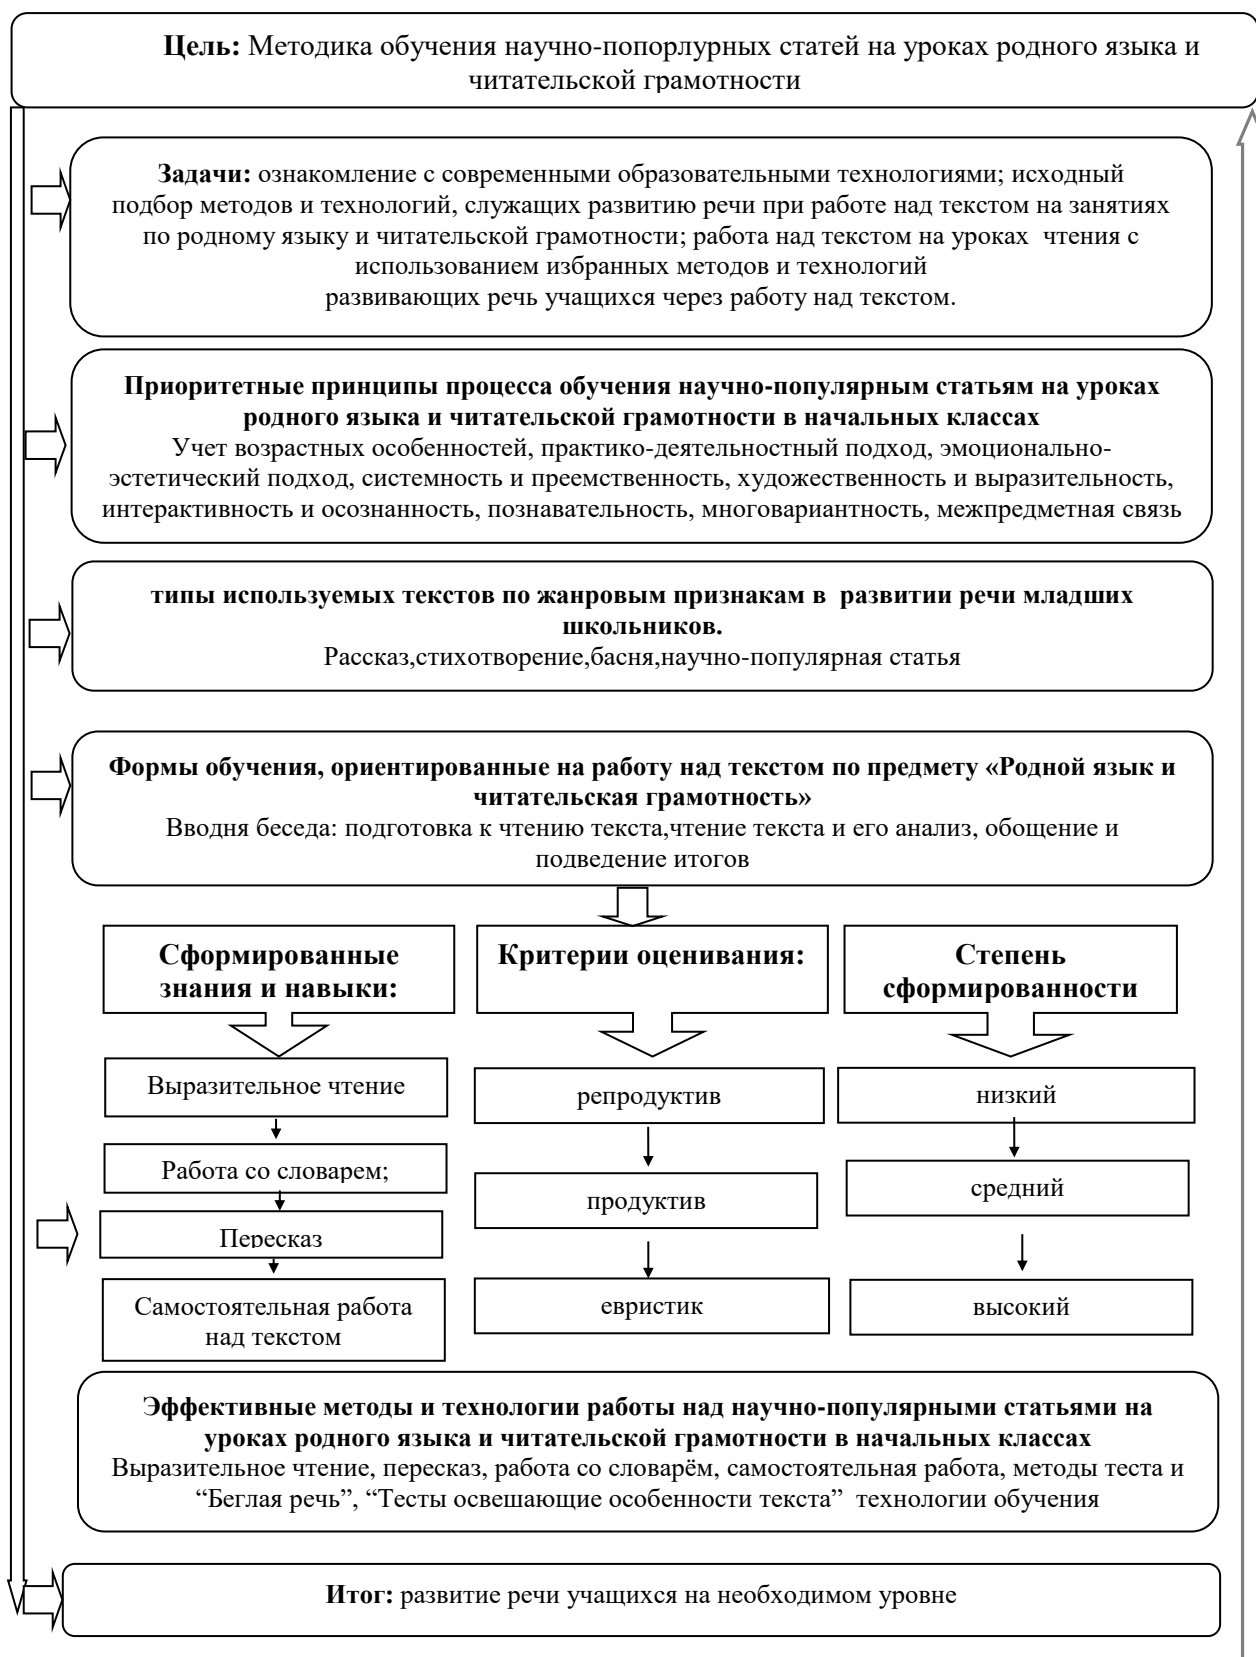 Цель: Методика обучения научно-попорлурных статей на уроках родного языка и
читательской грамотности
Задачи: ознакомление с современными образовательными технологиями; исходный
подбор методов и технологий, служащих развитию речи при работе над текстом на занятиях
по родному языку и читательской грамотности; работа над текстом на уроках чтения с
использованием избранных методов и технологий
развивающих речь учащихся через работу над текстом.
Приоритетные принципы процесса обучения научно-популярным статьям на уроках
родного языка и читательской грамотности в начальных классах
Учет возрастных особенностей, практико-деятельностный подход, эмоционально-
эстетический подход, системность и преемственность, художественность и выразительность,
интерактивность и осознанность, познавательность, многовариантность, межпредметная связь
типы используемых текстов по жанровым признакам в развитии речи младших
школьников.
Рассказ,стихотворение,басня,научно-популярная статья
Формы обучения, ориентированные на работу над текстом по предмету «Родной язык и
читательская грамотность»
Вводня беседа: подготовка к чтению текста,чтение текста и его анализ, обощение и
подведение итогов
Сформированные
знания и навыки:
Критерии оценивания:
Степень
сформированности
Выразительное чтение
Работа со словарем;
Пересказ
Самостоятельная работа
над текстом
репродуктив
продуктив
евристик
низкий
средний
высокий
Эффективные методы и технологии работы над научно-популярными статьями на
уроках родного языка и читательской грамотности в начальных классах
Выразительное чтение, пересказ, работа со словарём, самостоятельная работа, методы теста и
“Беглая речь”, “Тесты освешающие особенности текста” технологии обучения
Итог: развитие речи учащихся на необходимом уровне